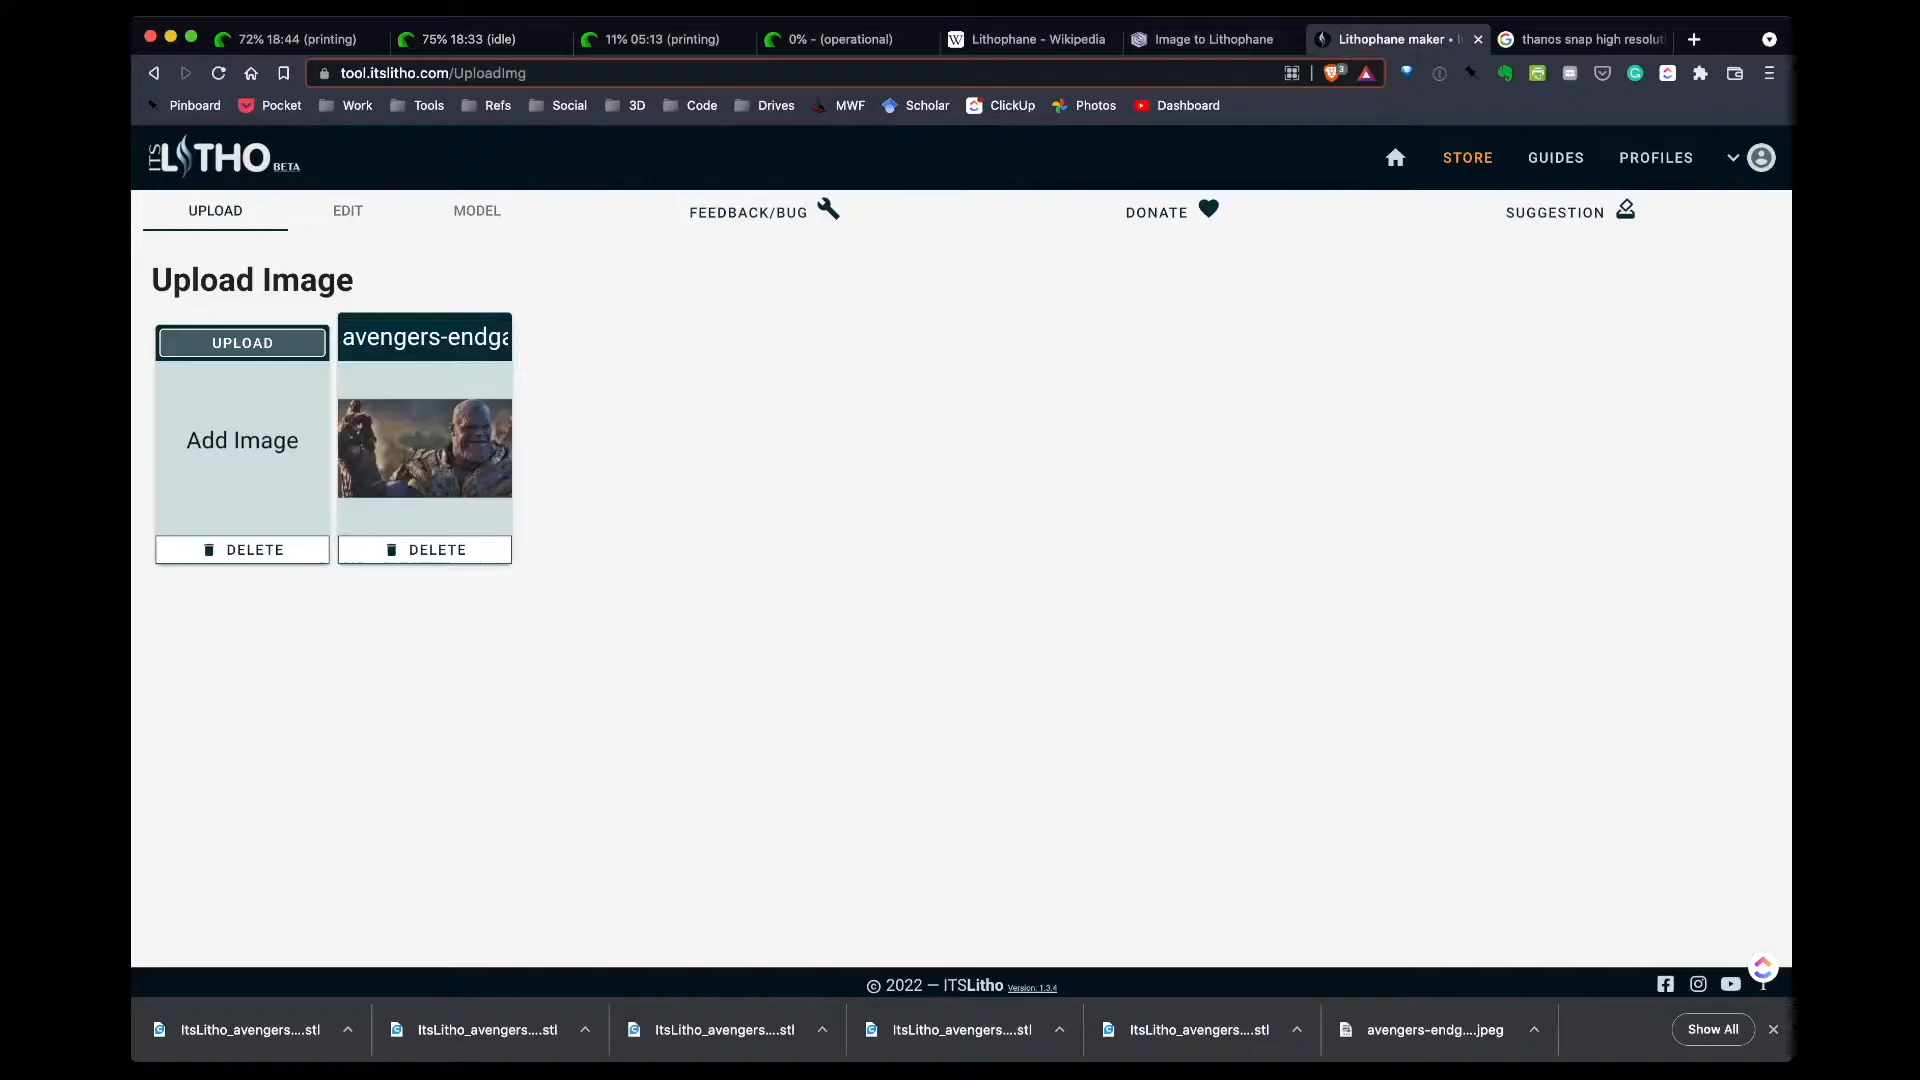 72% 18:44 (printing) 75% 18:33 (idle) 11% 05:13 (printing) 0% - (operational) Lithophane - Wikipedia Image to Lithophane Lithophane maker • thanos snap high resolut
tool.itslitho.com/UploadImg 3
Pinboard Pocket Work Tools Refs Social 3D Code Drives MWF Scholar ClickUp Photos Dashboard
ITS LITHO BETA STORE GUIDES PROFILES
UPLOAD EDIT MODEL FEEDBACK/BUG DONATE SUGGESTION
Upload Image
UPLOAD avengers-endga
Add Image
DELETE DELETE
© 2022 — ITSLitho Version: 1.3.4
ItsLitho_avengers....stl ItsLitho_avengers....stl ItsLitho_avengers....stl ItsLitho_avengers....stl ItsLitho_avengers....stl avengers-endg....jpeg Show All